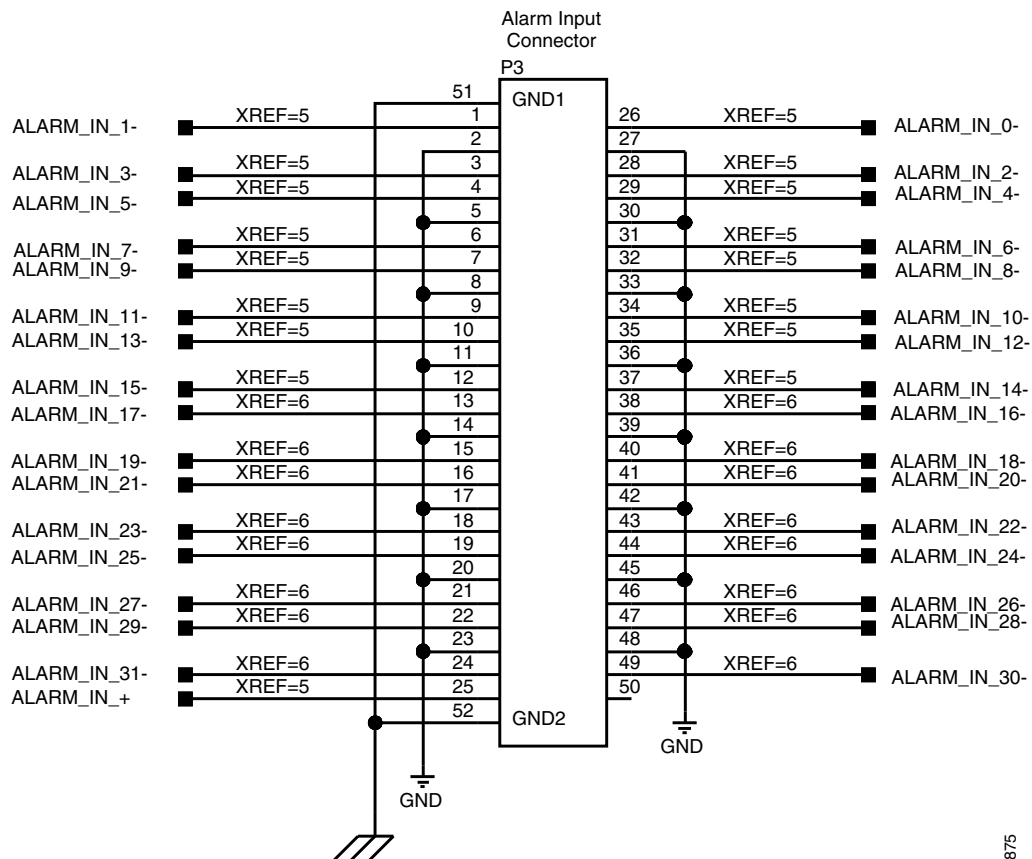 Alarm Input
Connector
P3
51 GND1
ALARM_IN_1- XREF=5 1 26 XREF=5 ALARM_IN_0-
2 27
ALARM_IN_3- XREF=5 3 28 XREF=5 ALARM_IN_2-
ALARM_IN_5- XREF=5 4 29 XREF=5 ALARM_IN_4-
5 30
ALARM_IN_7- XREF=5 6 31 XREF=5 ALARM_IN_6-
ALARM_IN_9- XREF=5 7 32 XREF=5 ALARM_IN_8-
8 33
ALARM_IN_11- XREF=5 9 34 XREF=5 ALARM_IN_10-
ALARM_IN_13- XREF=5 10 35 XREF=5 ALARM_IN_12-
11 36
ALARM_IN_15- XREF=5 12 37 XREF=5 ALARM_IN_14-
ALARM_IN_17- XREF=6 13 38 XREF=6 ALARM_IN_16-
14 39
ALARM_IN_19- XREF=6 15 40 XREF=6 ALARM_IN_18-
ALARM_IN_21- XREF=6 16 41 XREF=6 ALARM_IN_20-
17 42
ALARM_IN_23- XREF=6 18 43 XREF=6 ALARM_IN_22-
ALARM_IN_25- XREF=6 19 44 XREF=6 ALARM_IN_24-
20 45
ALARM_IN_27- XREF=6 21 46 XREF=6 ALARM_IN_26-
ALARM_IN_29- XREF=6 22 47 XREF=6 ALARM_IN_28-
23 48
ALARM_IN_31- XREF=6 24 49 XREF=6 ALARM_IN_30-
ALARM_IN_+ XREF=5 25 50
52 GND2
GND
GND
875